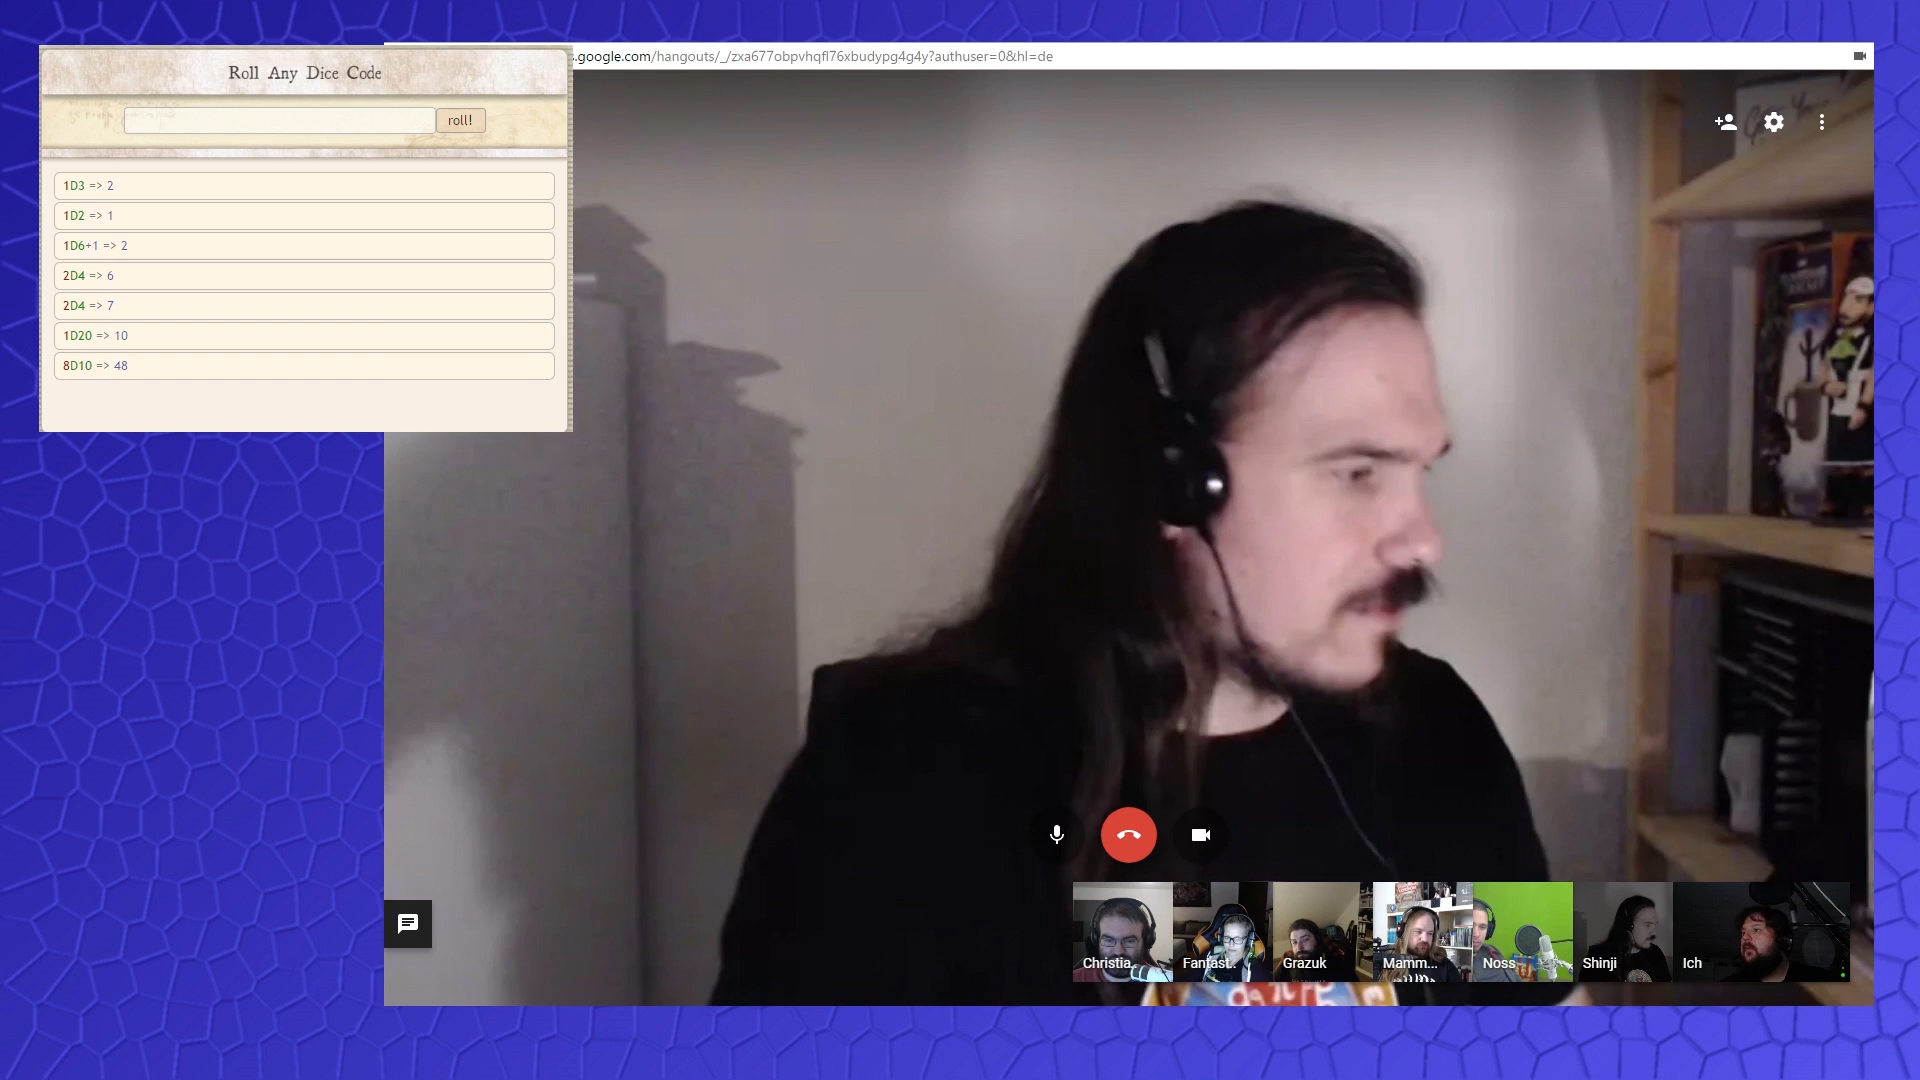 Roll Any Dice Code
roll!
1D3 => 2
1D2 => 1
1D6+1 => 2
2D4 => 6
2D4 => 7
1D20 => 10
8D10 => 48
s.google.com/hangouts/_/zxa677obpvhqfl76xbudypg4g4y?authuser=0&hl=de
Christia..
Fantast..
Grazuk
Mamm...
Noss
Shinji
Ich